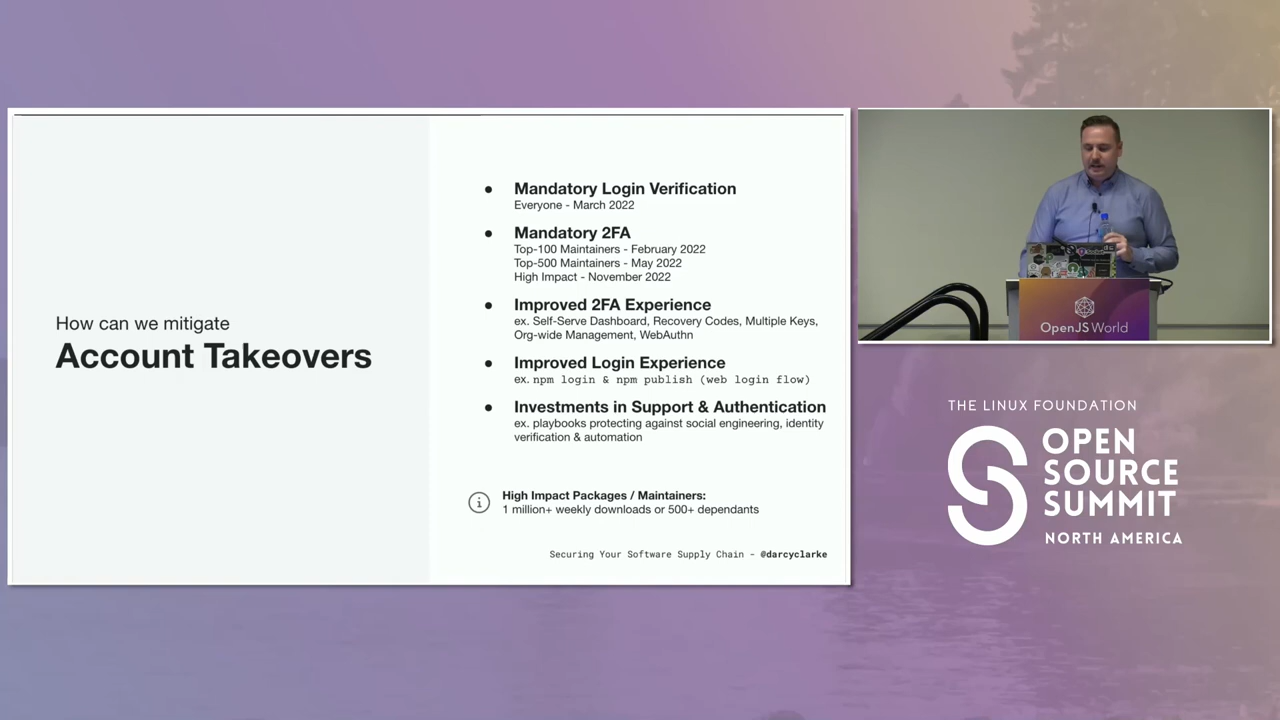 How can we mitigate
Account Takeovers
● Mandatory Login Verification
Everyone - March 2022
● Mandatory 2FA
Top-100 Maintainers - February 2022
Top-500 Maintainers - May 2022
High Impact - November 2022
● Improved 2FA Experience
ex. Self-Serve Dashboard, Recovery Codes, Multiple Keys,
Org-wide Management, WebAuthn
● Improved Login Experience
ex. npm login & npm publish (web login flow)
● Investments in Support & Authentication
ex. playbooks protecting against social engineering, identity
verification & automation
High Impact Packages / Maintainers:
1 million+ weekly downloads or 500+ dependants
Securing Your Software Supply Chain - @darcyclarke
OpenJS World
THE LINUX FOUNDATION
OPEN
SOURCE
SUMMIT
NORTH AMERICA